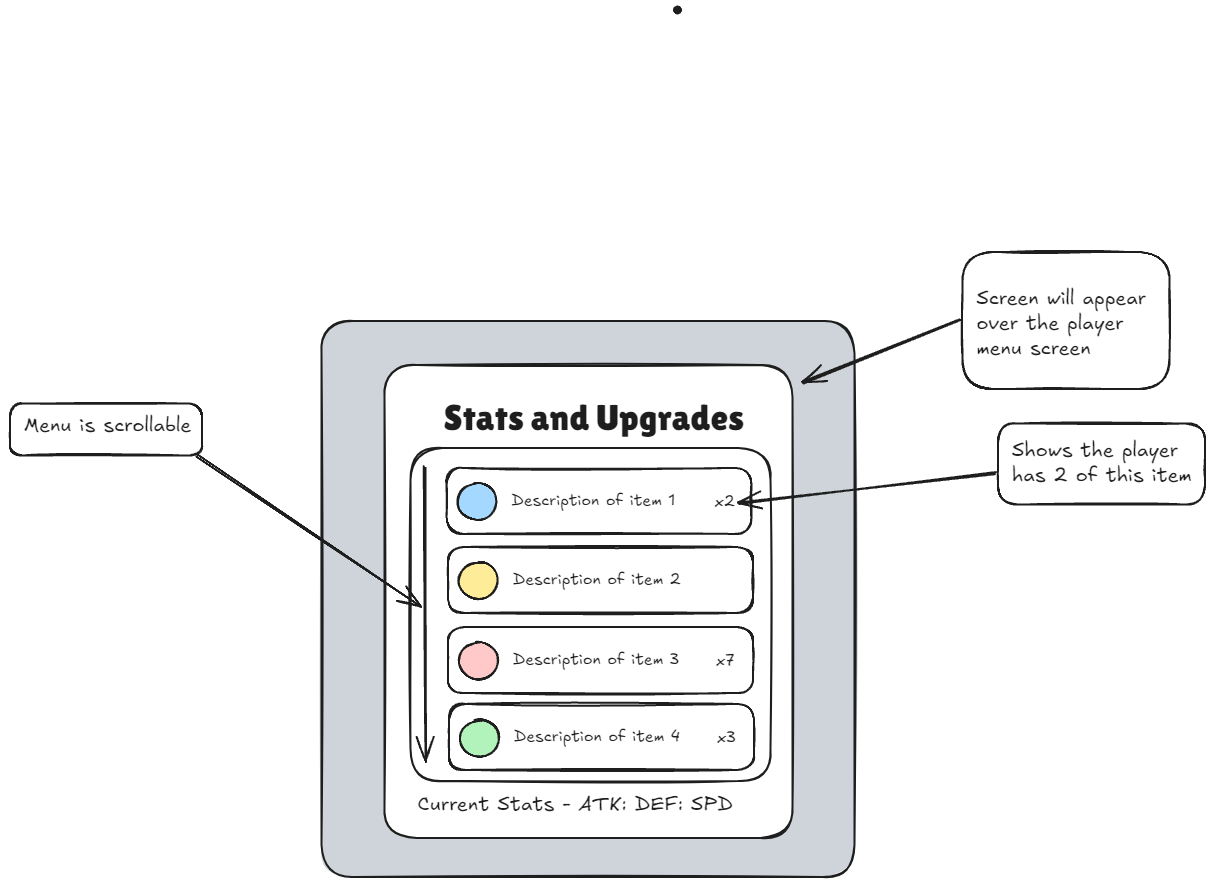 Screen will appear
over the player
menu screen
Menu is scrollable
Stats and Upgrades
Shows the player
has 2 of this item
Description of item 1 x2
Description of item 2
Description of item 3 x7
Description of item 4 x3
Current Stats - ATK: DEF: SPD